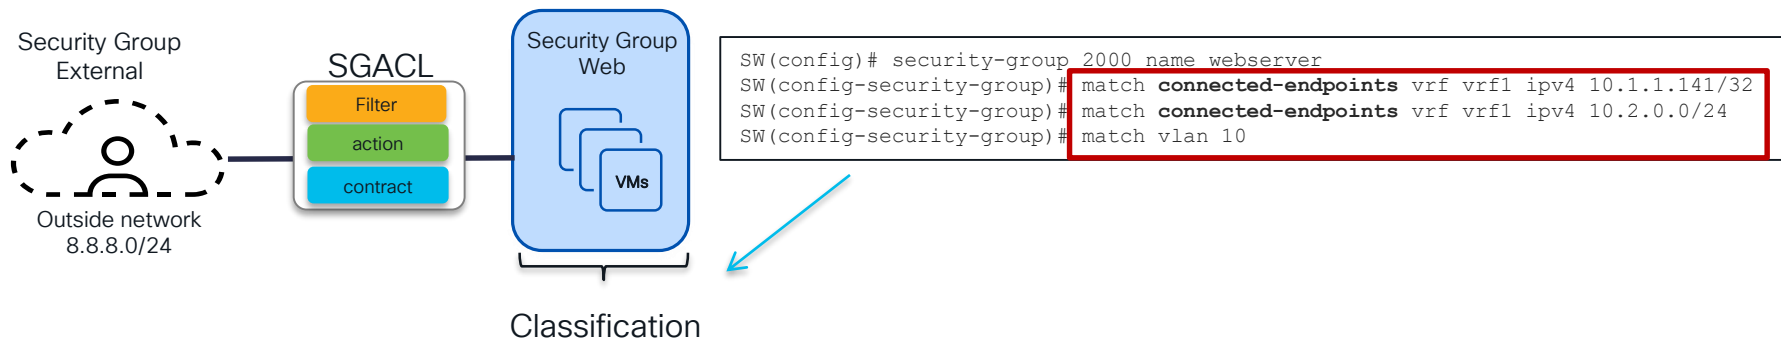 Security Group
External
Outside network
8.8.8.0/24
SGACL
Filter
action
contract
Security Group
Web
VMs
Classification
SW(config)# security-group 2000 name webserver
SW(config-security-group)# match connected-endpoints vrf vrf1 ipv4 10.1.1.141/32
SW(config-security-group)# match connected-endpoints vrf vrf1 ipv4 10.2.0.0/24
SW(config-security-group)# match vlan 10